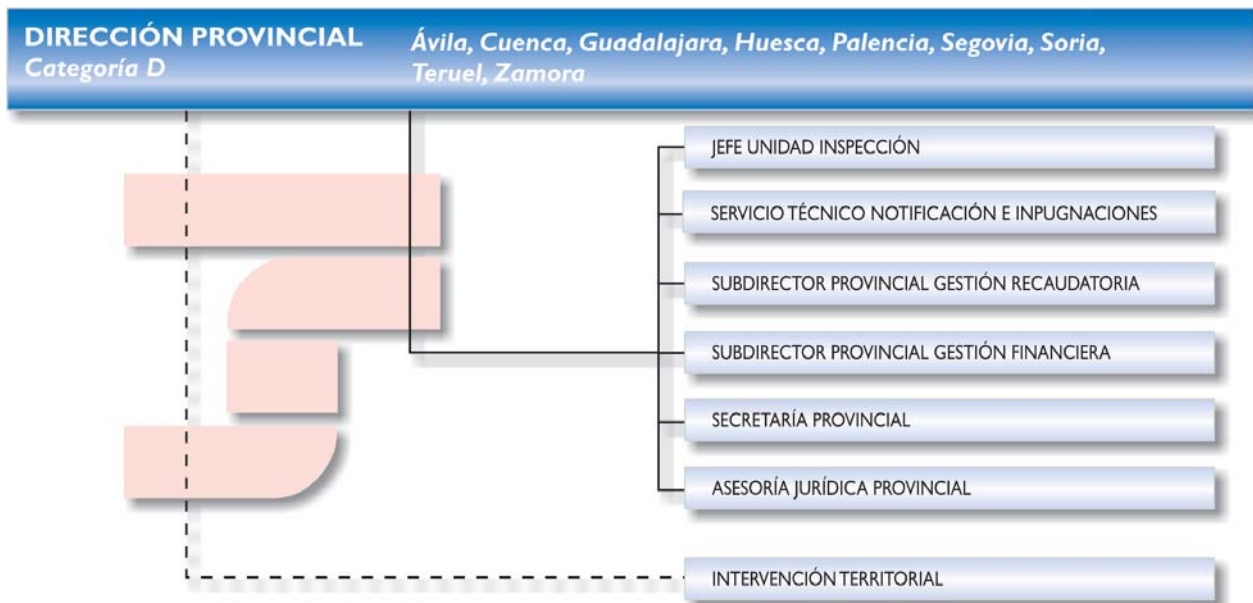 DIRECCIÓN PROVINCIAL
Categoría D
Ávila, Cuenca, Guadalajara, Huesca, Palencia, Segovia, Soria,
Teruel, Zamora
JEFE UNIDAD INSPECCIÓN
SERVICIO TÉCNICO NOTIFICACIÓN E INPUGNACIONES
SUBDIRECTOR PROVINCIAL GESTIÓN RECAUDATORIA
SUBDIRECTOR PROVINCIAL GESTIÓN FINANCIERA
SECRETARÍA PROVINCIAL
ASESORÍA JURÍDICA PROVINCIAL
INTERVENCIÓN TERRITORIAL